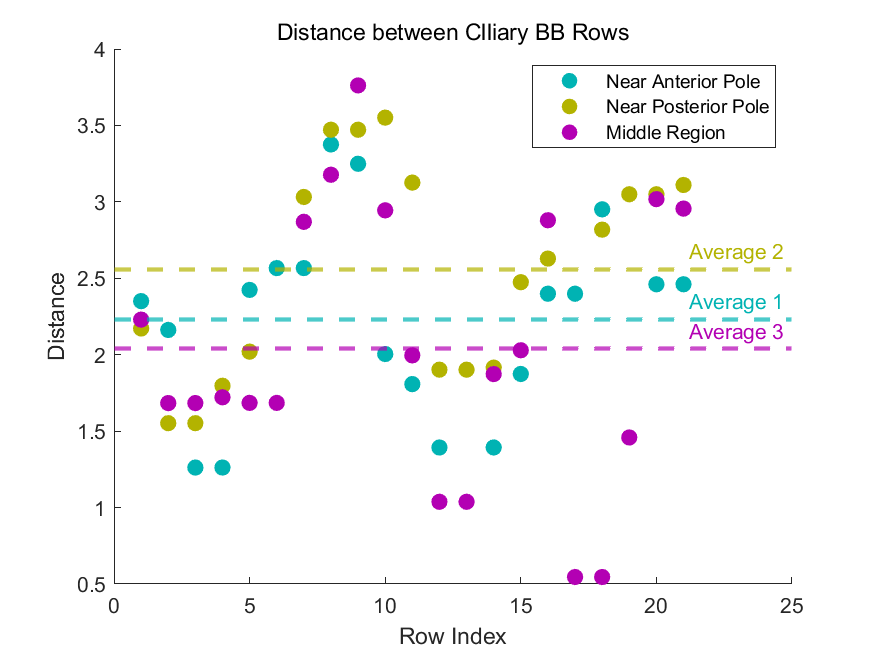 Distance between CIliary BB Rows
4
3.5
3
2.5
2
1.5
1
0.5
Distance
Near Anterior Pole
Near Posterior Pole
Middle Region
Average 2
Average 1
Average 3
0 5 10 15 20 25
Row Index